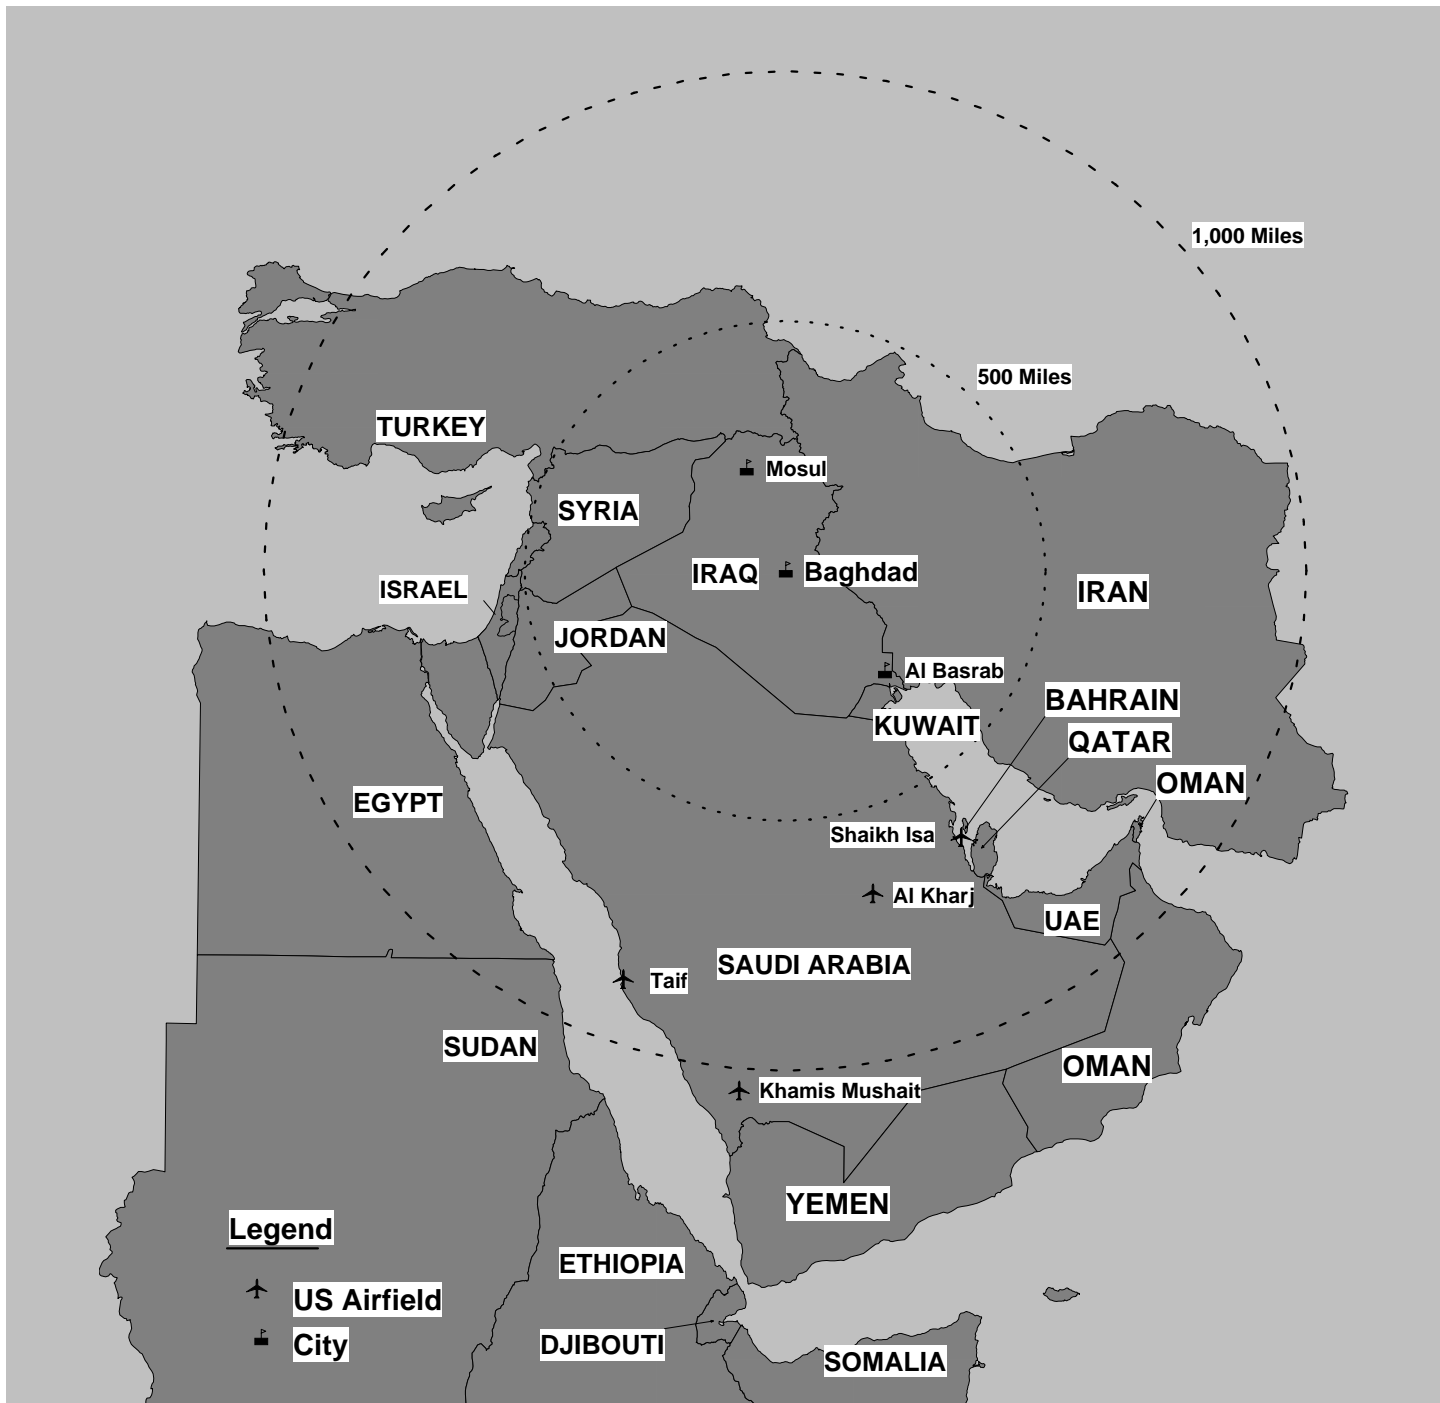 1,000 Miles
500 Miles
TURKEY
Mosul
SYRIA
IRAQ
Baghdad
ISRAEL
IRAN
JORDAN
Al Basrab
BAHRAIN
KUWAIT
QATAR
OMAN
EGYPT
Shaikh Isa
Al Kharj
UAE
SAUDI ARABIA
Taif
SUDAN
OMAN
Khamis Mushait
YEMEN
Legend
ETHIOPIA
US Airfield
City
DJIBOUTI
SOMALIA